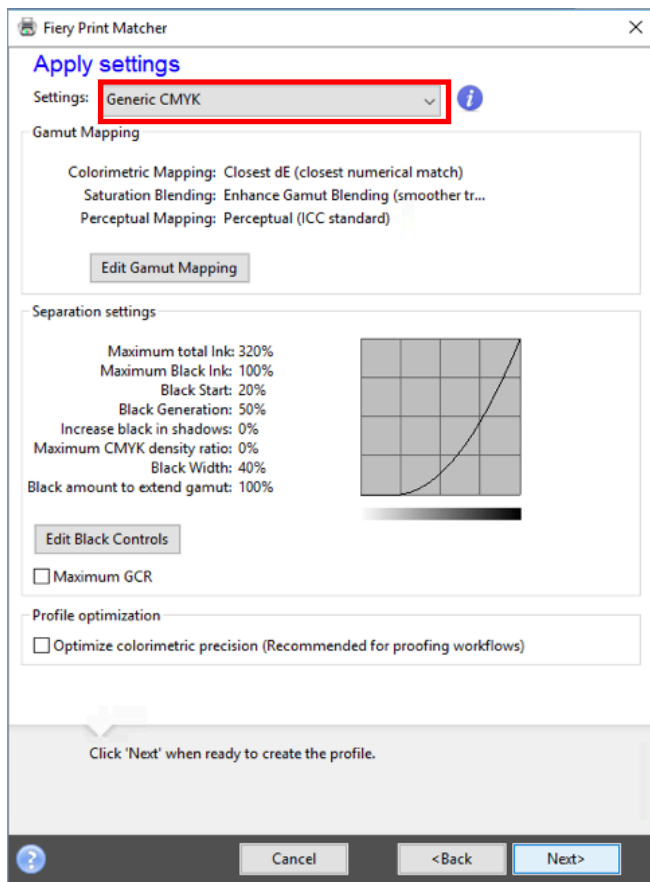 Fiery Print Matcher
Apply settings
Settings: Generic CMYK
Gamut Mapping
Colorimetric Mapping: Closest dE (closest numerical match)
Saturation Blending: Enhance Gamut Blending (smoother tr...
Perceptual Mapping: Perceptual (ICC standard)
Edit Gamut Mapping
Separation settings
Maximum total Ink: 320%
Maximum Black Ink: 100%
Black Start: 20%
Black Generation: 50%
Increase black in shadows: 0%
Maximum CMYK density ratio: 0%
Black Width: 40%
Black amount to extend gamut: 100%
Edit Black Controls
Maximum GCR
Profile optimization
Optimize colorimetric precision (Recommended for proofing workflows)
Click 'Next' when ready to create the profile.
Cancel <Back Next>